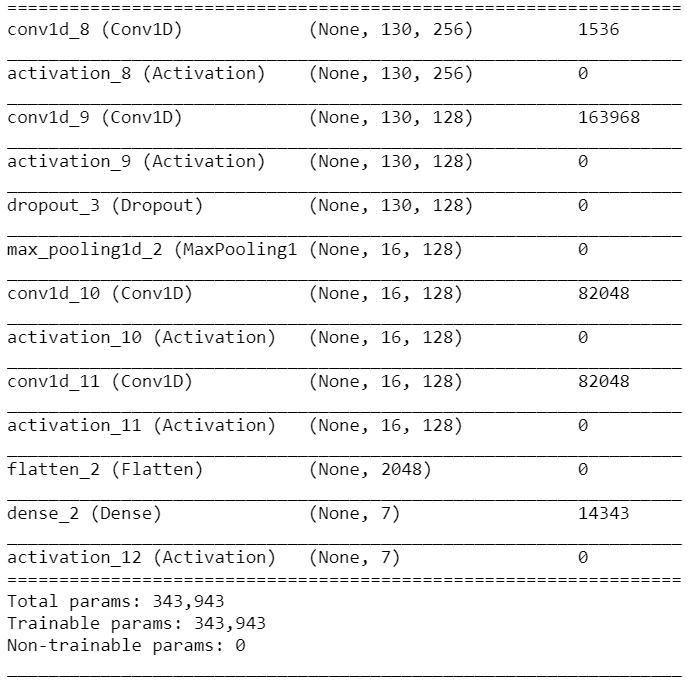 =================================================================
conv1d_8 (Conv1D)            (None, 130, 256)          1536
_________________________________________________________________
activation_8 (Activation)    (None, 130, 256)          0
_________________________________________________________________
conv1d_9 (Conv1D)            (None, 130, 128)          163968
_________________________________________________________________
activation_9 (Activation)    (None, 130, 128)          0
_________________________________________________________________
dropout_3 (Dropout)          (None, 130, 128)          0
_________________________________________________________________
max_pooling1d_2 (MaxPooling1 (None, 16, 128)           0
_________________________________________________________________
conv1d_10 (Conv1D)           (None, 16, 128)           82048
_________________________________________________________________
activation_10 (Activation)   (None, 16, 128)           0
_________________________________________________________________
conv1d_11 (Conv1D)           (None, 16, 128)           82048
_________________________________________________________________
activation_11 (Activation)   (None, 16, 128)           0
_________________________________________________________________
flatten_2 (Flatten)          (None, 2048)              0
_________________________________________________________________
dense_2 (Dense)              (None, 7)                 14343
_________________________________________________________________
activation_12 (Activation)   (None, 7)                 0
=================================================================
Total params: 343,943
Trainable params: 343,943
Non-trainable params: 0
_________________________________________________________________